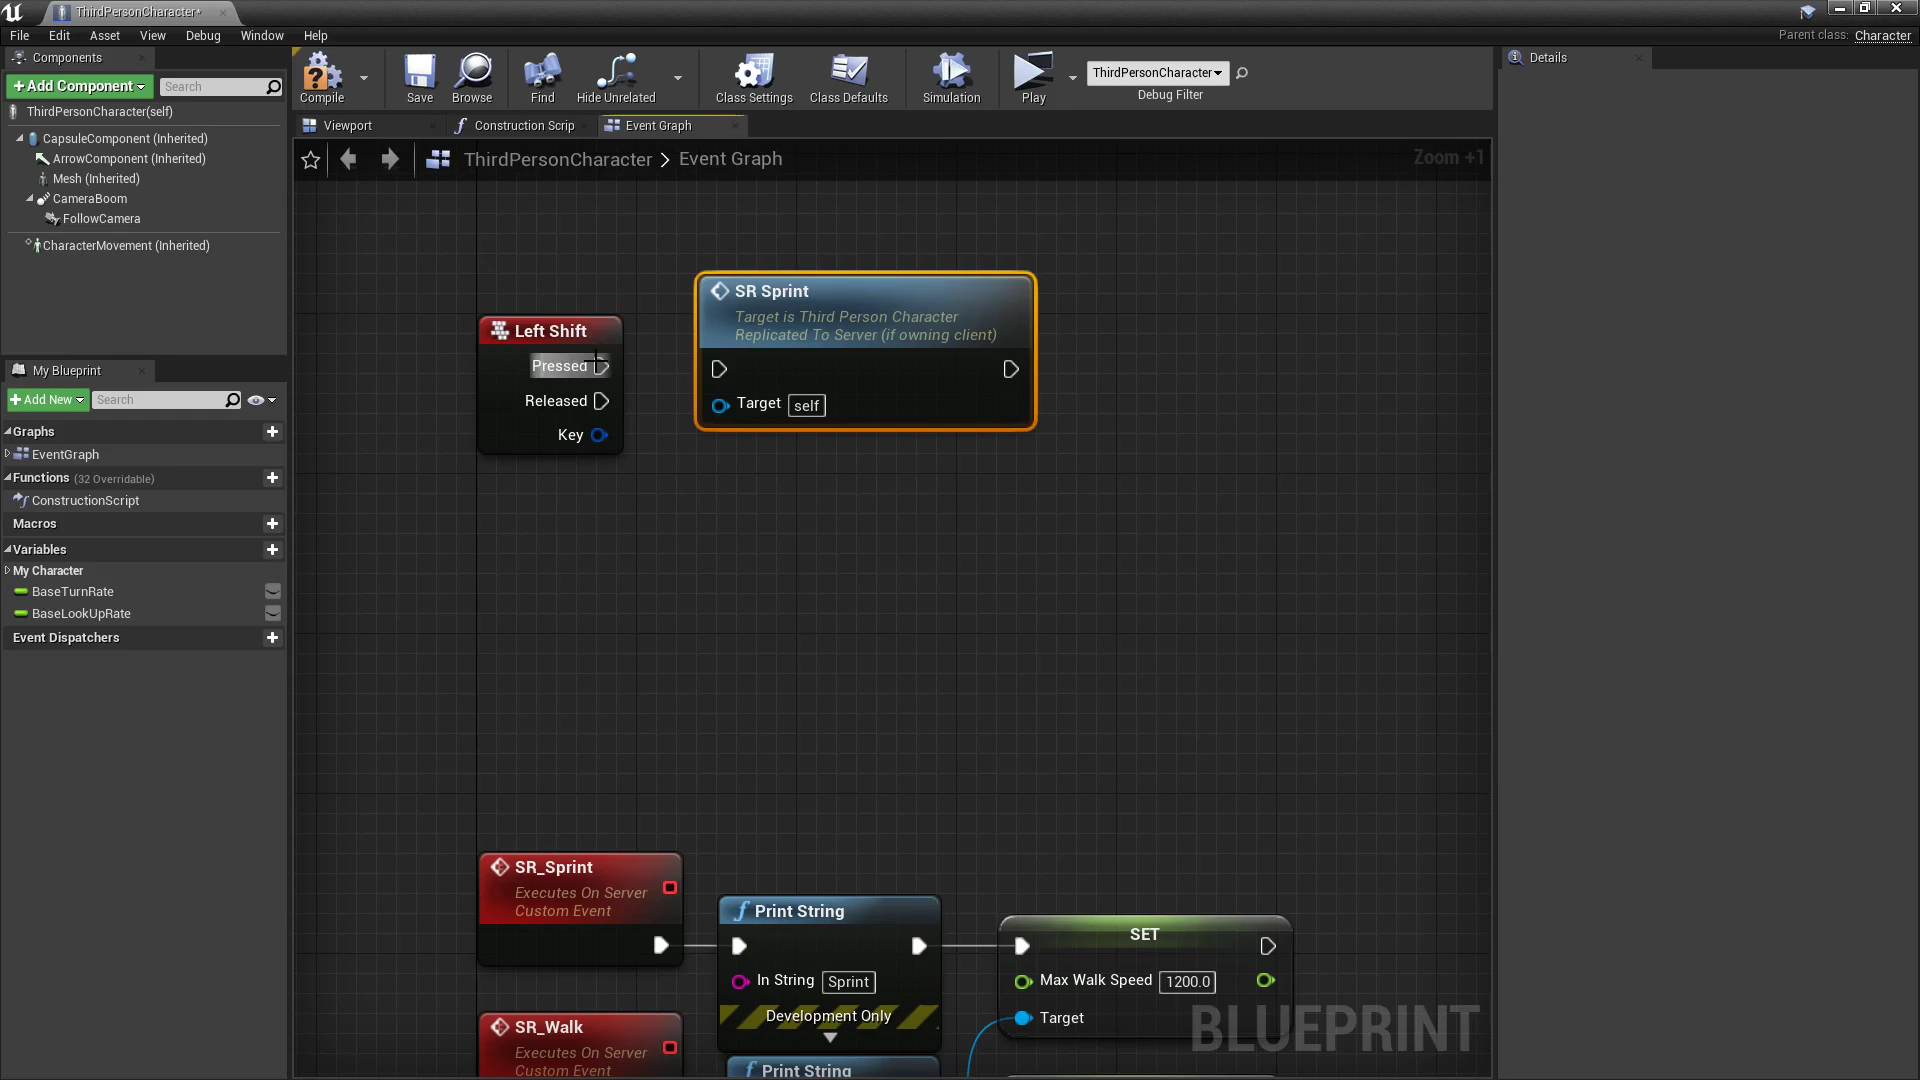 ThirdPersonCharacter*
File Edit Asset View Debug Window Help
Parent class: Character
Components
+ Add Component
Search
ThirdPersonCharacter(self)
CapsuleComponent (Inherited)
ArrowComponent (Inherited)
Mesh (Inherited)
CameraBoom
FollowCamera
CharacterMovement (Inherited)
My Blueprint
+ Add New
Search
Graphs
EventGraph
Functions (32 Overridable)
ConstructionScript
Macros
Variables
My Character
BaseTurnRate
BaseLookUpRate
Event Dispatchers
Compile Save Browse Find Hide Unrelated Class Settings Class Defaults Simulation Play
ThirdPersonCharacter
Debug Filter
Viewport
Construction Scrip
Event Graph
ThirdPersonCharacter > Event Graph
Zoom +1
Left Shift
Pressed
Released
Key
SR Sprint
Target is Third Person Character
Replicated To Server (if owning client)
Target self
SR_Sprint
Executes On Server
Custom Event
Print String
In String Sprint
Development Only
SET
Max Walk Speed 1200.0
Target
SR_Walk
Executes On Server
Custom Event
Print String
BLUEPRINT
Details